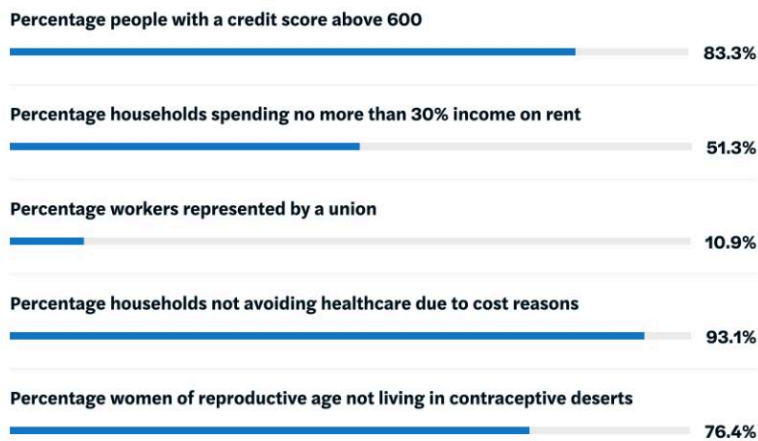 Percentage people with a credit score above 600
83.3%
Percentage households spending no more than 30% income on rent
51.3%
Percentage workers represented by a union
10.9%
Percentage households not avoiding healthcare due to cost reasons
93.1%
Percentage women of reproductive age not living in contraceptive deserts
76.4%